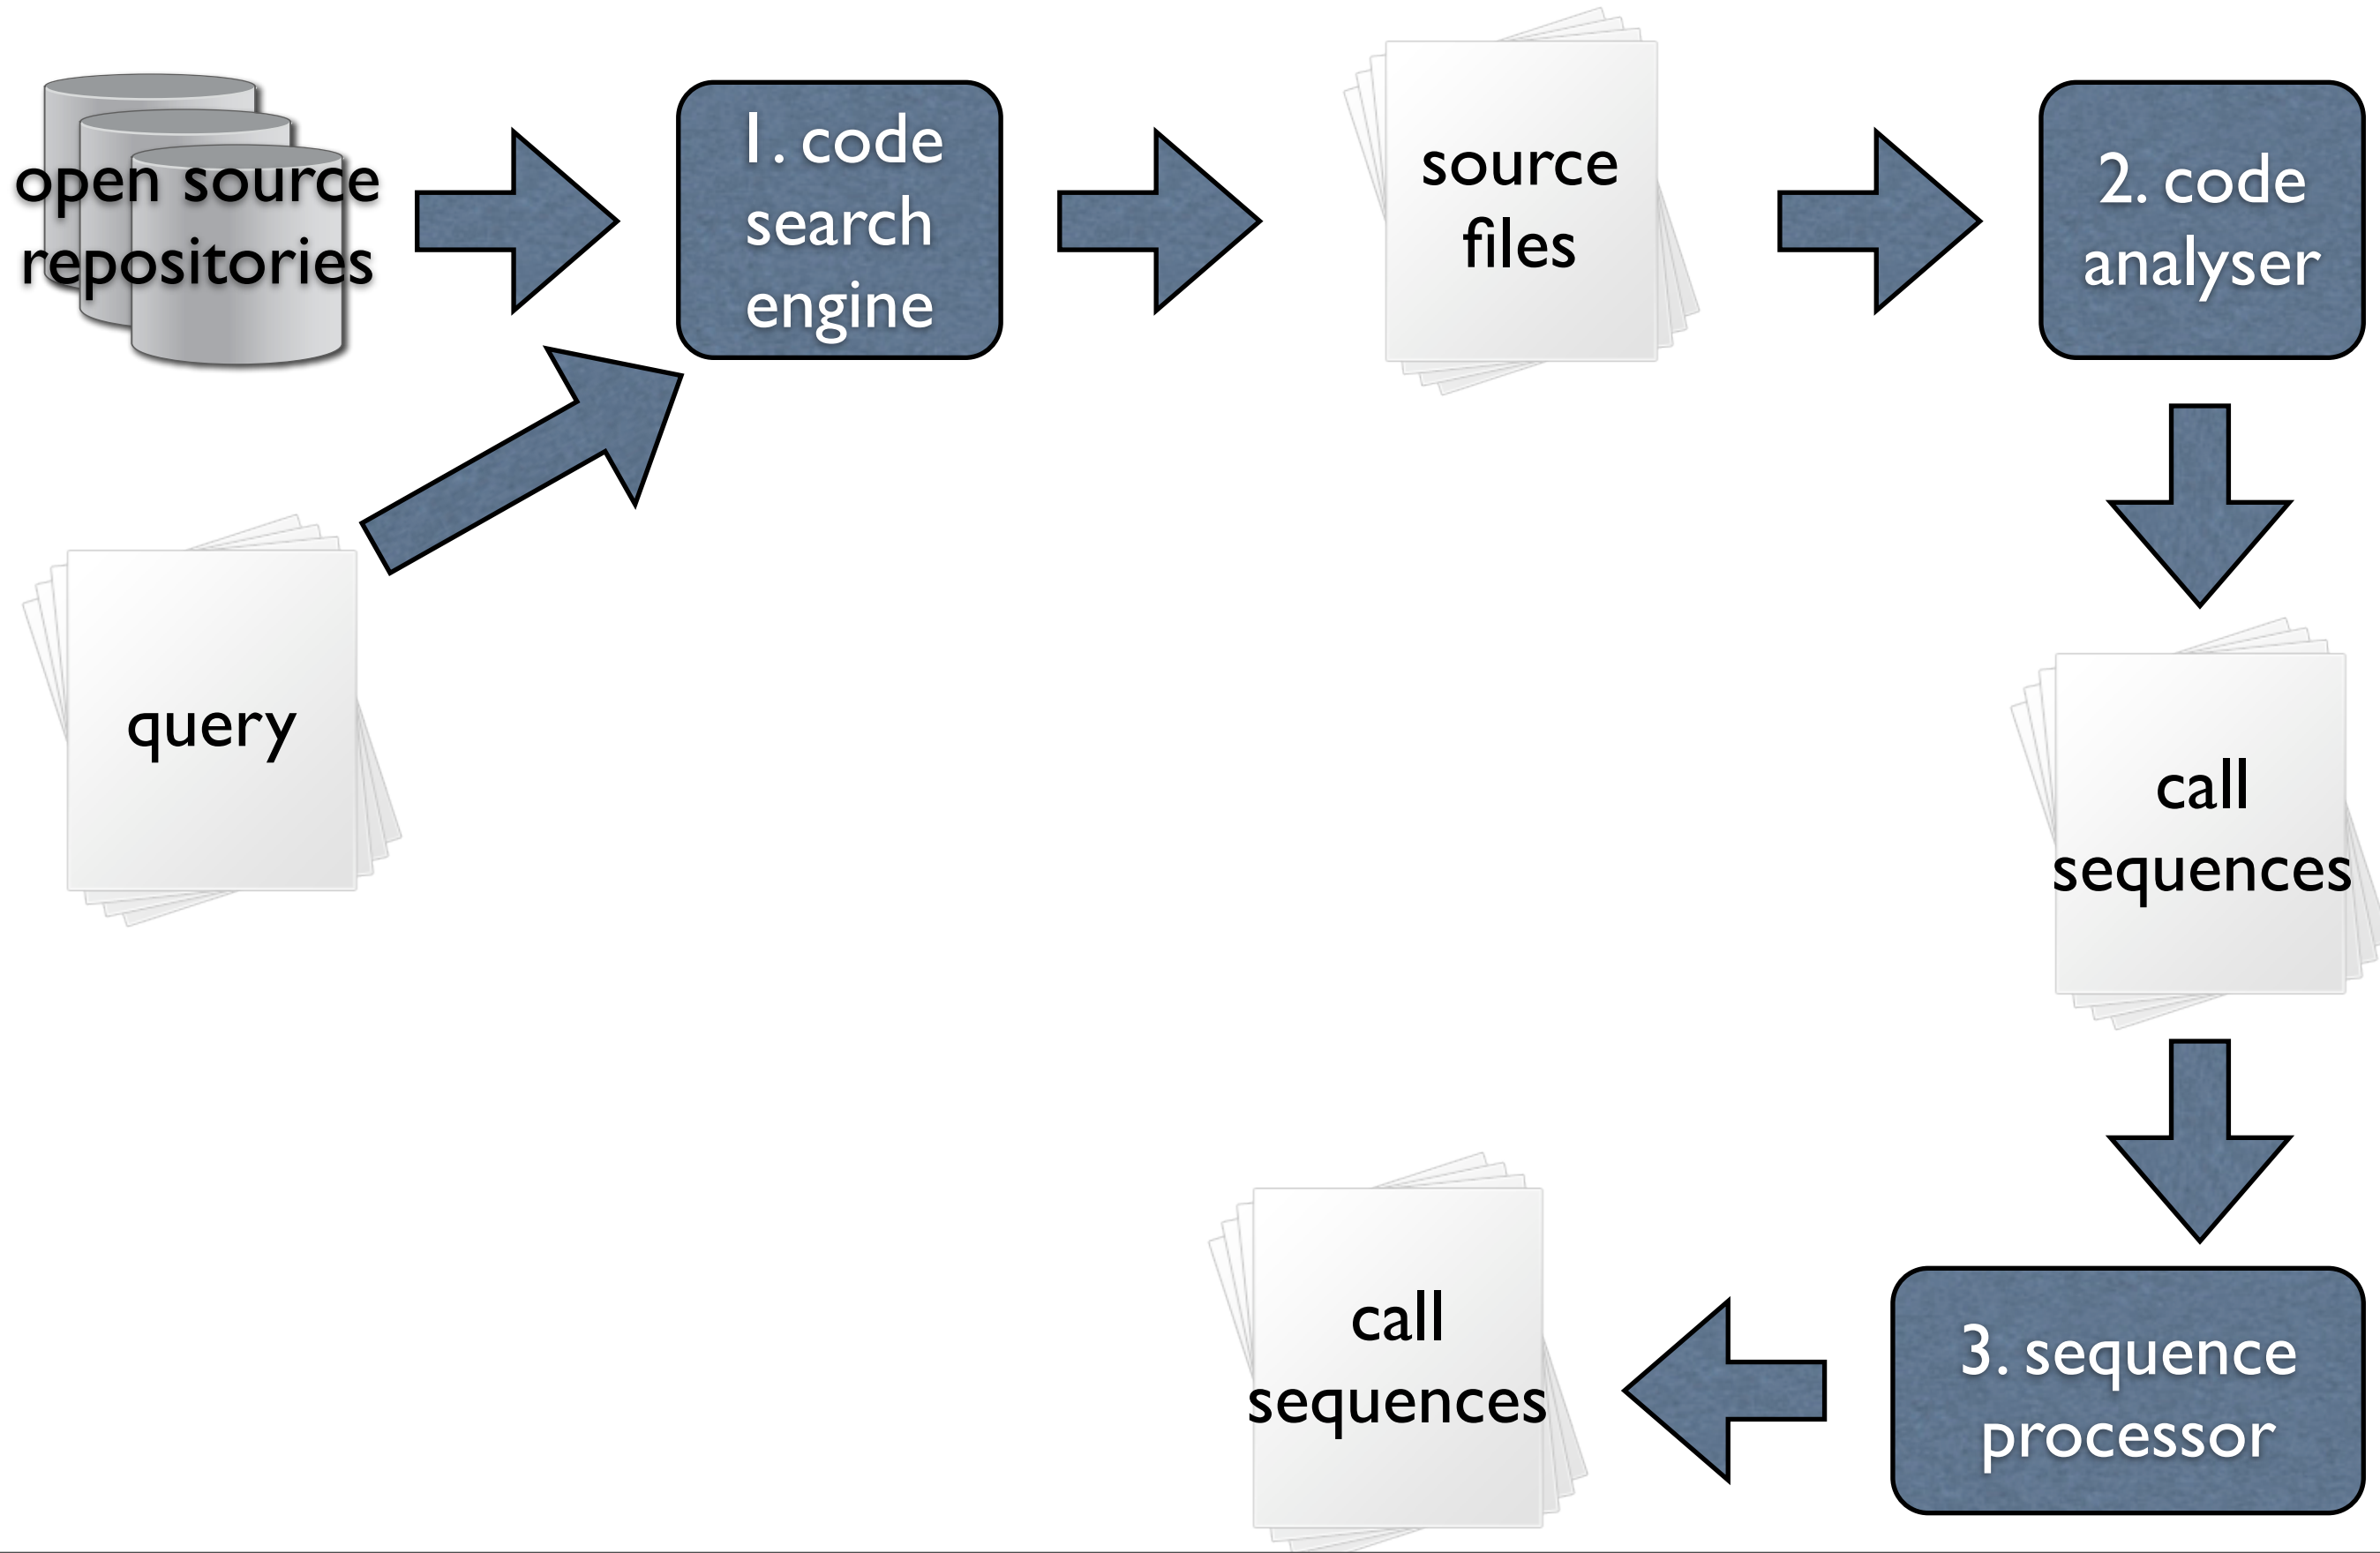 open source
repositories
1. code
search
engine
source
files
2. code
analyser
query
call
sequences
call
sequences
3. sequence
processor